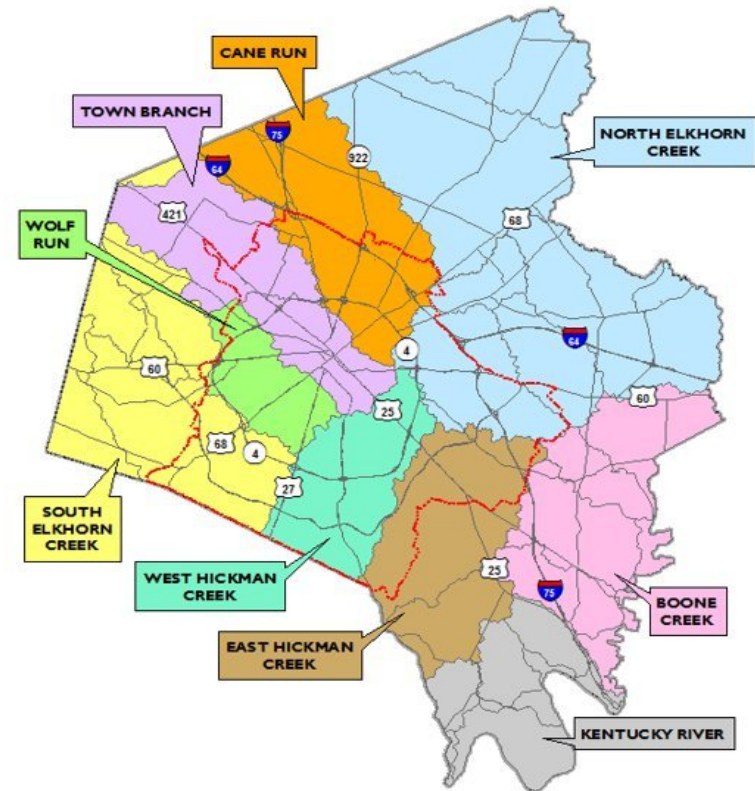 CANE RUN
TOWN BRANCH
75
922
64
NORTH ELKHORN
CREEK
421
68
WOLF
RUN
64
4
60
60
25
68
4
27
SOUTH
ELKHORN
CREEK
WEST HICKMAN
CREEK
25
75
BOONE
CREEK
EAST HICKMAN
CREEK
KENTUCKY RIVER